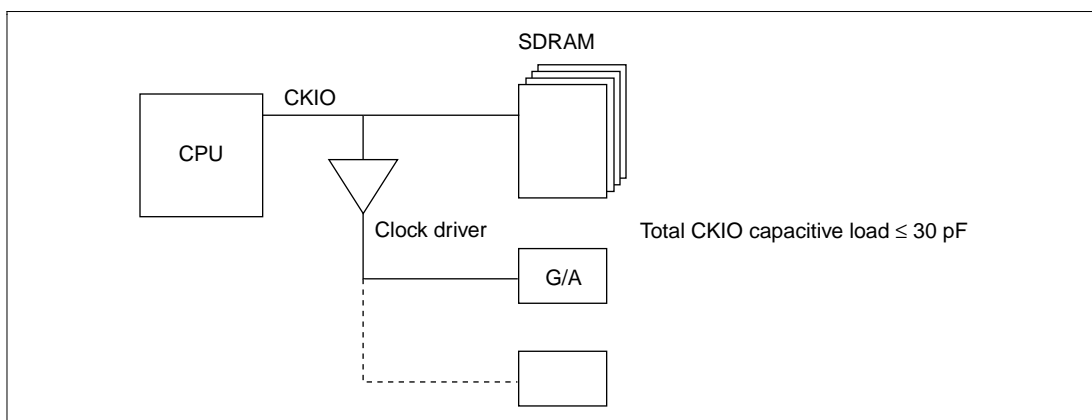 SDRAM
CKIO
CPU
Clock driver
Total CKIO capacitive load ≤ 30 pF
G/A